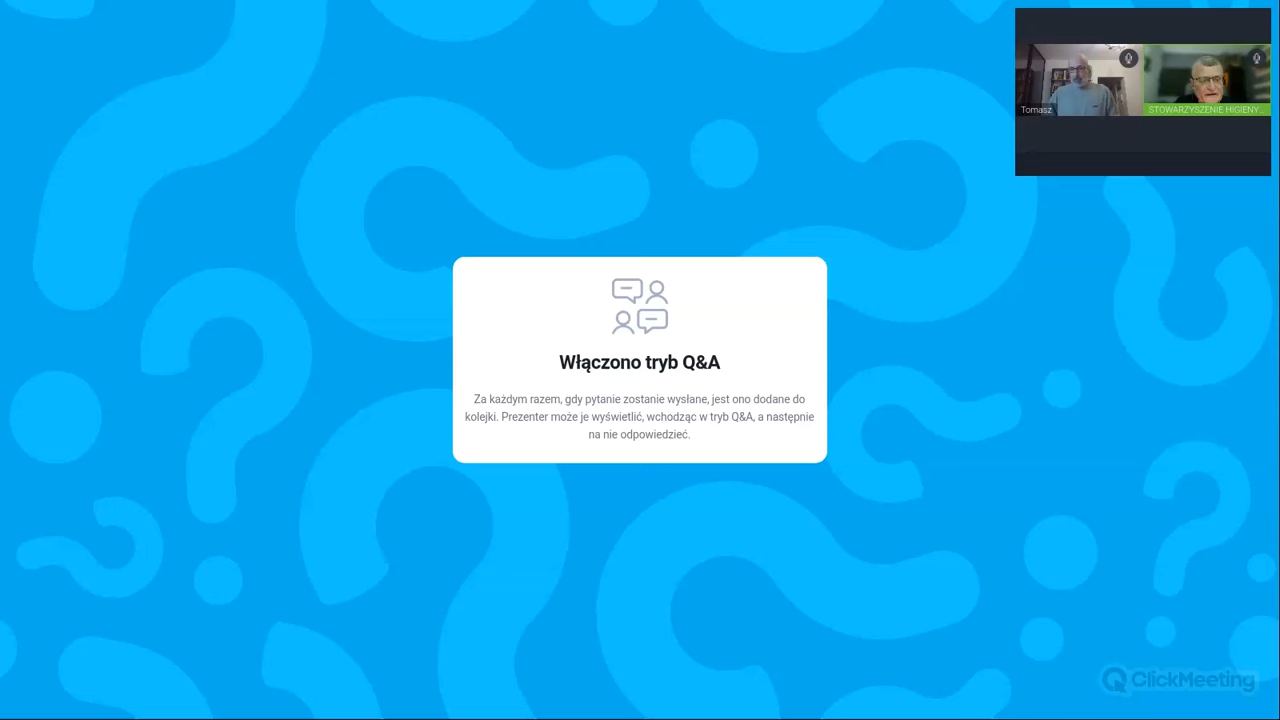 Tomasz
STOWARZYSZENIE HIGIENY...
Włączono tryb Q&A
Za każdym razem, gdy pytanie zostanie wysłane, jest ono dodane do
kolejki. Prezenter może je wyświetlić, wchodząc w tryb Q&A, a następnie
na nie odpowiedzieć.
ClickMeeting